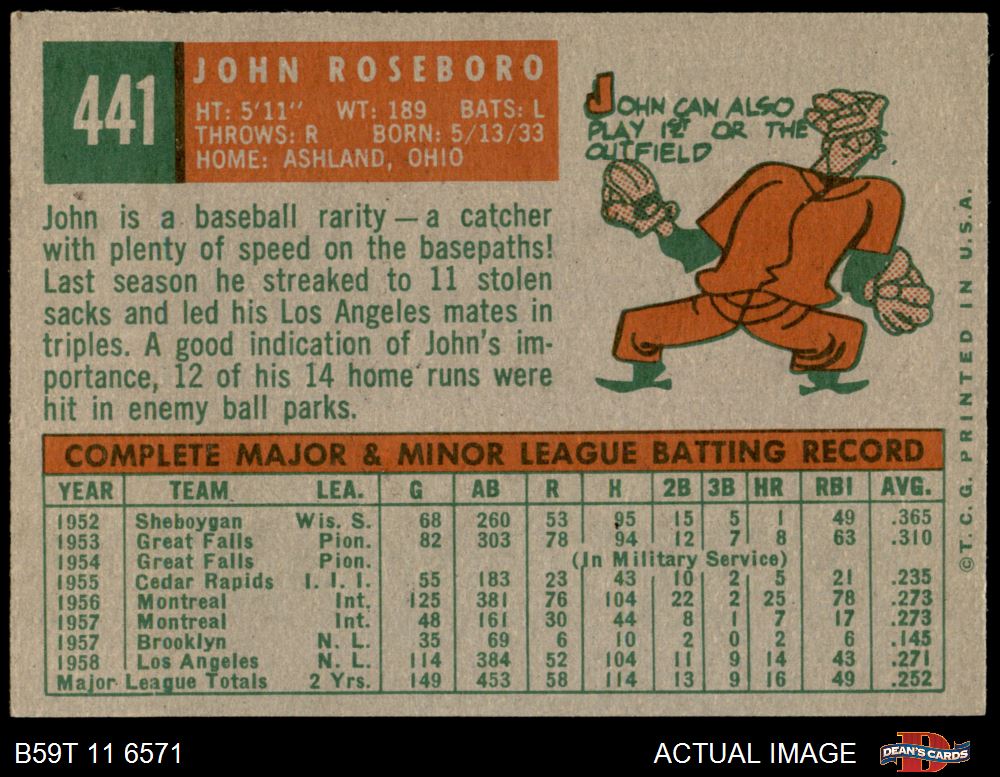 441
JOHN ROSEBORO
HT: 5'11" WT: 189 BATS: L
THROWS: R BORN: 5/13/33
HOME: ASHLAND, OHIO
JOHN CAN ALSO
PLAY 1ST OR THE
OUTFIELD
John is a baseball rarity — a catcher
with plenty of speed on the basepaths!
Last season he streaked to 11 stolen
sacks and led his Los Angeles mates in
triples. A good indication of John's im-
portance, 12 of his 14 home runs were
hit in enemy ball parks.
COMPLETE MAJOR & MINOR LEAGUE BATTING RECORD
YEAR TEAM LEA. G AB R H 2B 3B HR RBI AVG.
1952 Sheboygan Wis. S. 68 260 53 95 15 5 1 49 .365
1953 Great Falls Pion. 82 303 78 94 12 7 8 63 .310
1954 Great Falls Pion. (In Military Service)
1955 Cedar Rapids I. I. I. 55 183 23 43 10 2 5 21 .235
1956 Montreal Int. 125 381 76 104 22 2 25 78 .273
1957 Montreal Int. 48 161 30 44 8 1 7 17 .273
1957 Brooklyn N. L. 35 69 6 10 2 0 2 6 .145
1958 Los Angeles N. L. 114 384 52 104 11 9 14 43 .271
Major League Totals 2 Yrs. 149 453 58 114 13 9 16 49 .252
©T. C. G. PRINTED IN U.S.A.
B59T 11 6571
ACTUAL IMAGE
DEAN'S CARDS